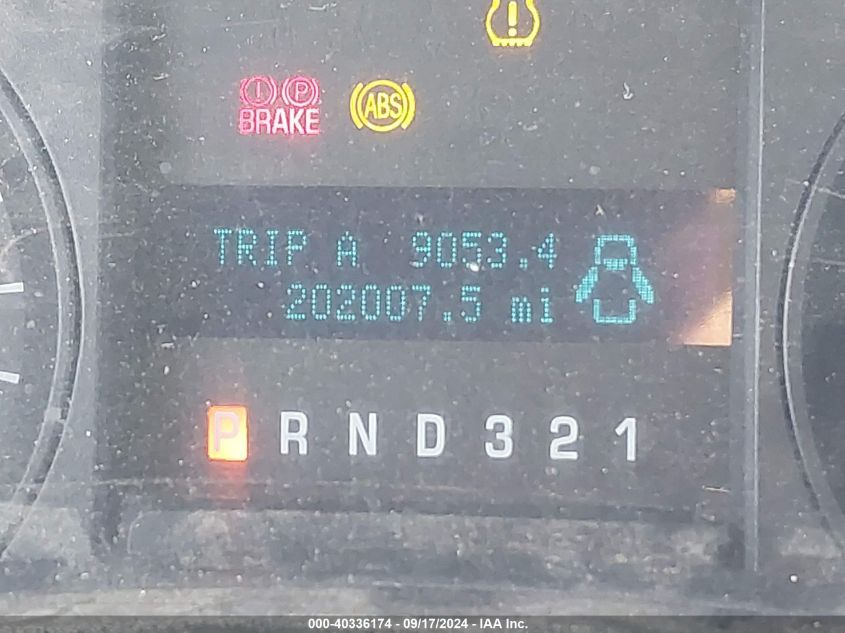 !
(!) (P) ABS
BRAKE
TRIP A 9053.4
202007.5 mi
P R N D 3 2 1
000-40336174 - 09/17/2024 - IAA Inc.